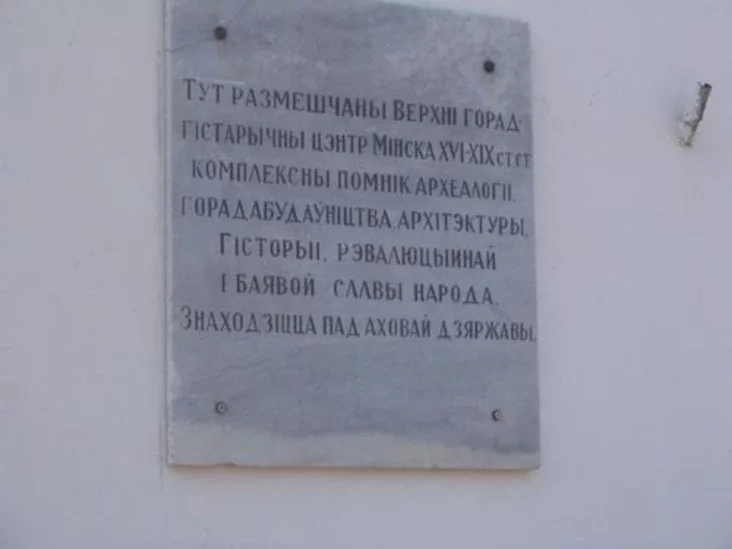 Тут размешчаны Верхні горад-
гістарычны цэнтр Мінска XVI-XIX ст.ст
комплексны помнік археалогіі,
горадабудаўніцтва, архітэктуры,
гісторыі, рэвалюцыйнай
і баявой славы народа.
Знаходзіцца пад аховай дзяржавы.